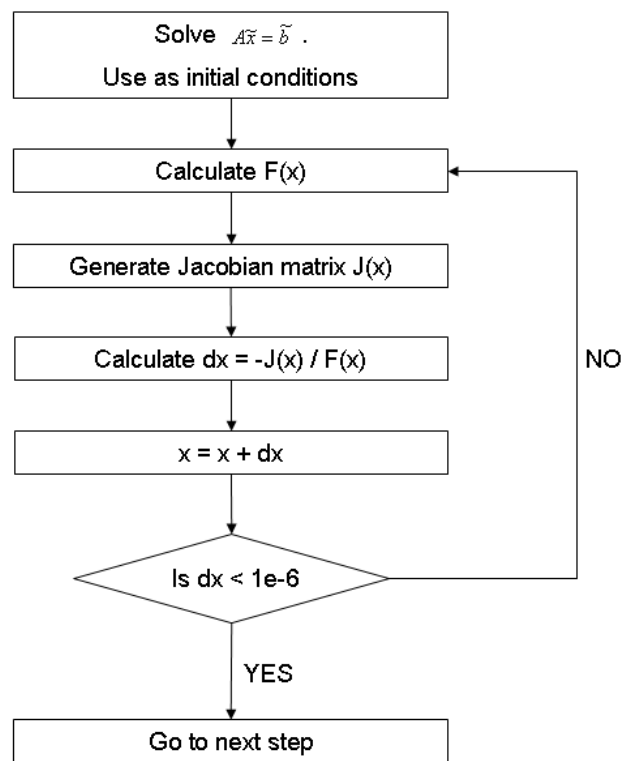 Solve Ax̃ = b̃ .
Use as initial conditions
Calculate F(x)
Generate Jacobian matrix J(x)
Calculate dx = -J(x) / F(x)
NO
x = x + dx
Is dx < 1e-6
YES
Go to next step